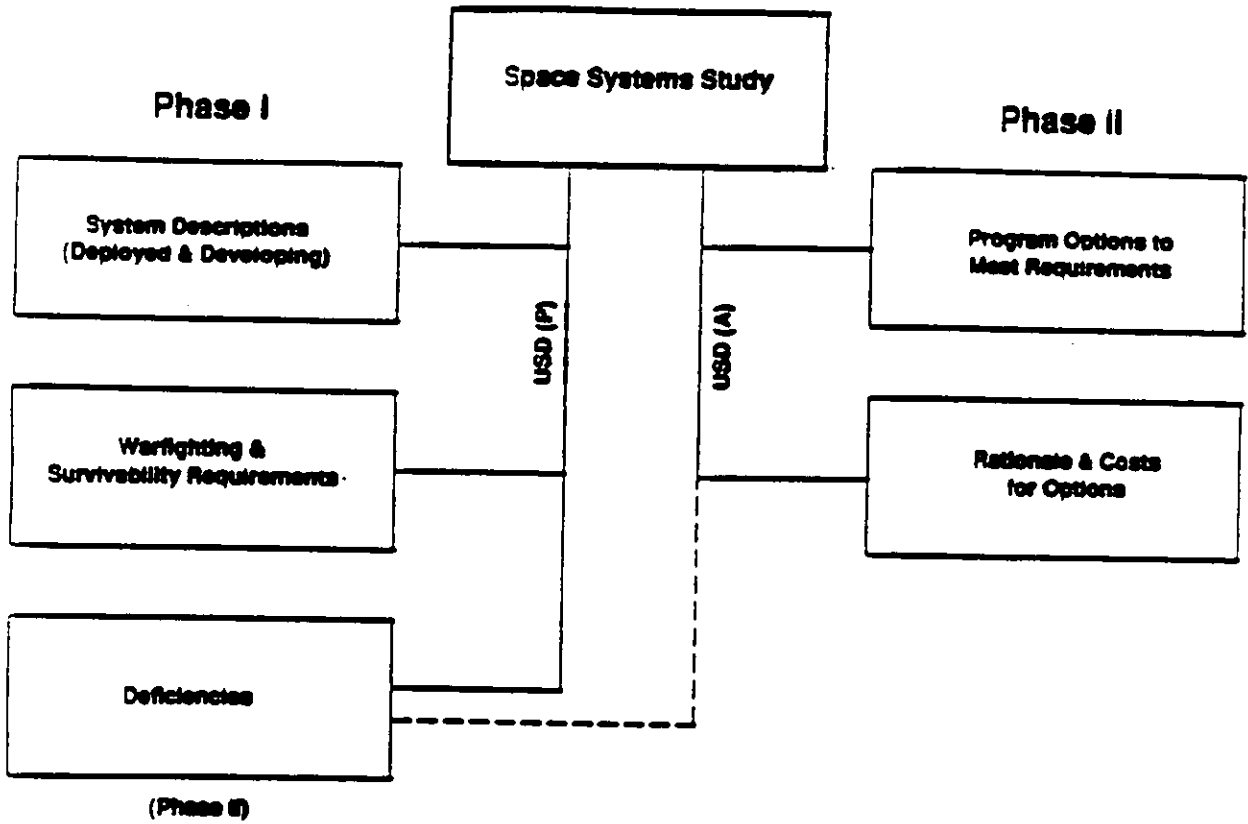 Space Systems Study
Phase I
Phase II
System Descriptions
(Deployed & Developing)
Program Options to
Meet Requirements
USD (P)
USD (A)
Warfighting &
Survivability Requirements
Rationale & Costs
for Options
Deficiencies
(Phase II)